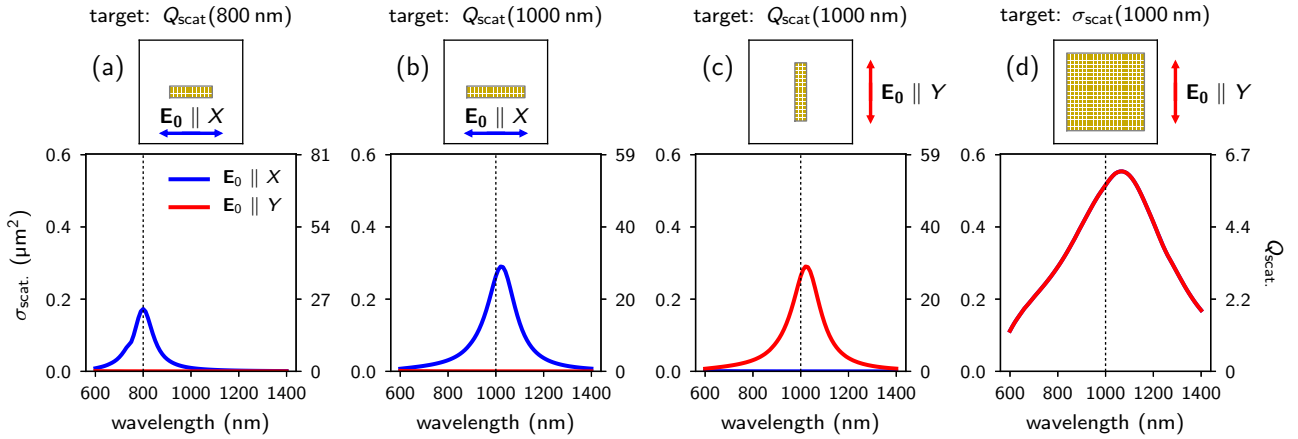 target: Qscat(800 nm)
target: Qscat(1000 nm)
target: Qscat(1000 nm)
target: σscat(1000 nm)
(a)
E0 ∥ X
(b)
E0 ∥ X
(c)
E0 ∥ Y
(d)
E0 ∥ Y
σscat. (µm²)
0.6
0.4
0.2
0.0
E0 ∥ X
E0 ∥ Y
81
54
27
0
600 800 1000 1200 1400
wavelength (nm)
0.6
0.4
0.2
0.0
59
40
20
0
600 800 1000 1200 1400
wavelength (nm)
0.6
0.4
0.2
0.0
59
40
20
0
600 800 1000 1200 1400
wavelength (nm)
0.6
0.4
0.2
0.0
6.7
4.4
2.2
0
Qscat.
600 800 1000 1200 1400
wavelength (nm)